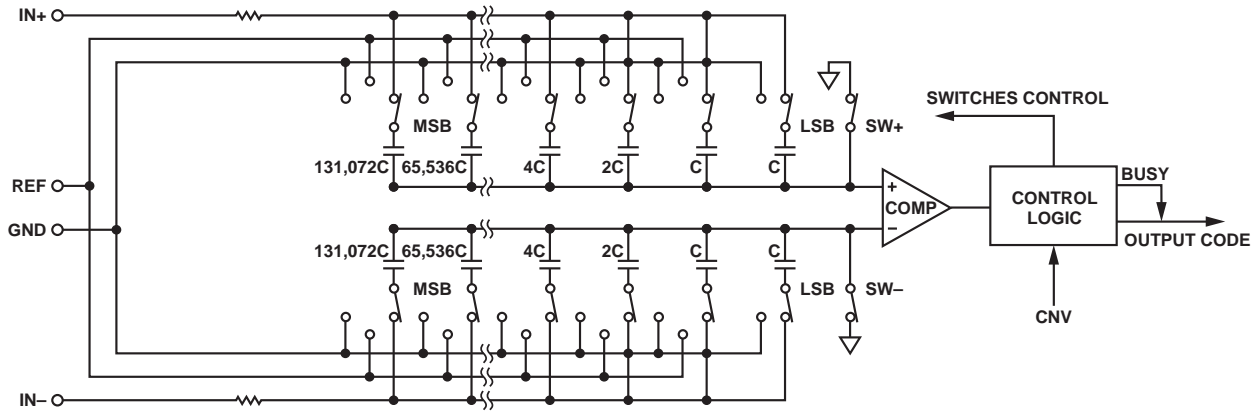 IN+
SWITCHES CONTROL
MSB
LSB
SW+
131,072C 65,536C 4C 2C C C
BUSY
REF
+
COMP
−
CONTROL
LOGIC
GND
OUTPUT CODE
131,072C 65,536C 4C 2C C C
MSB
LSB
SW−
CNV
IN−